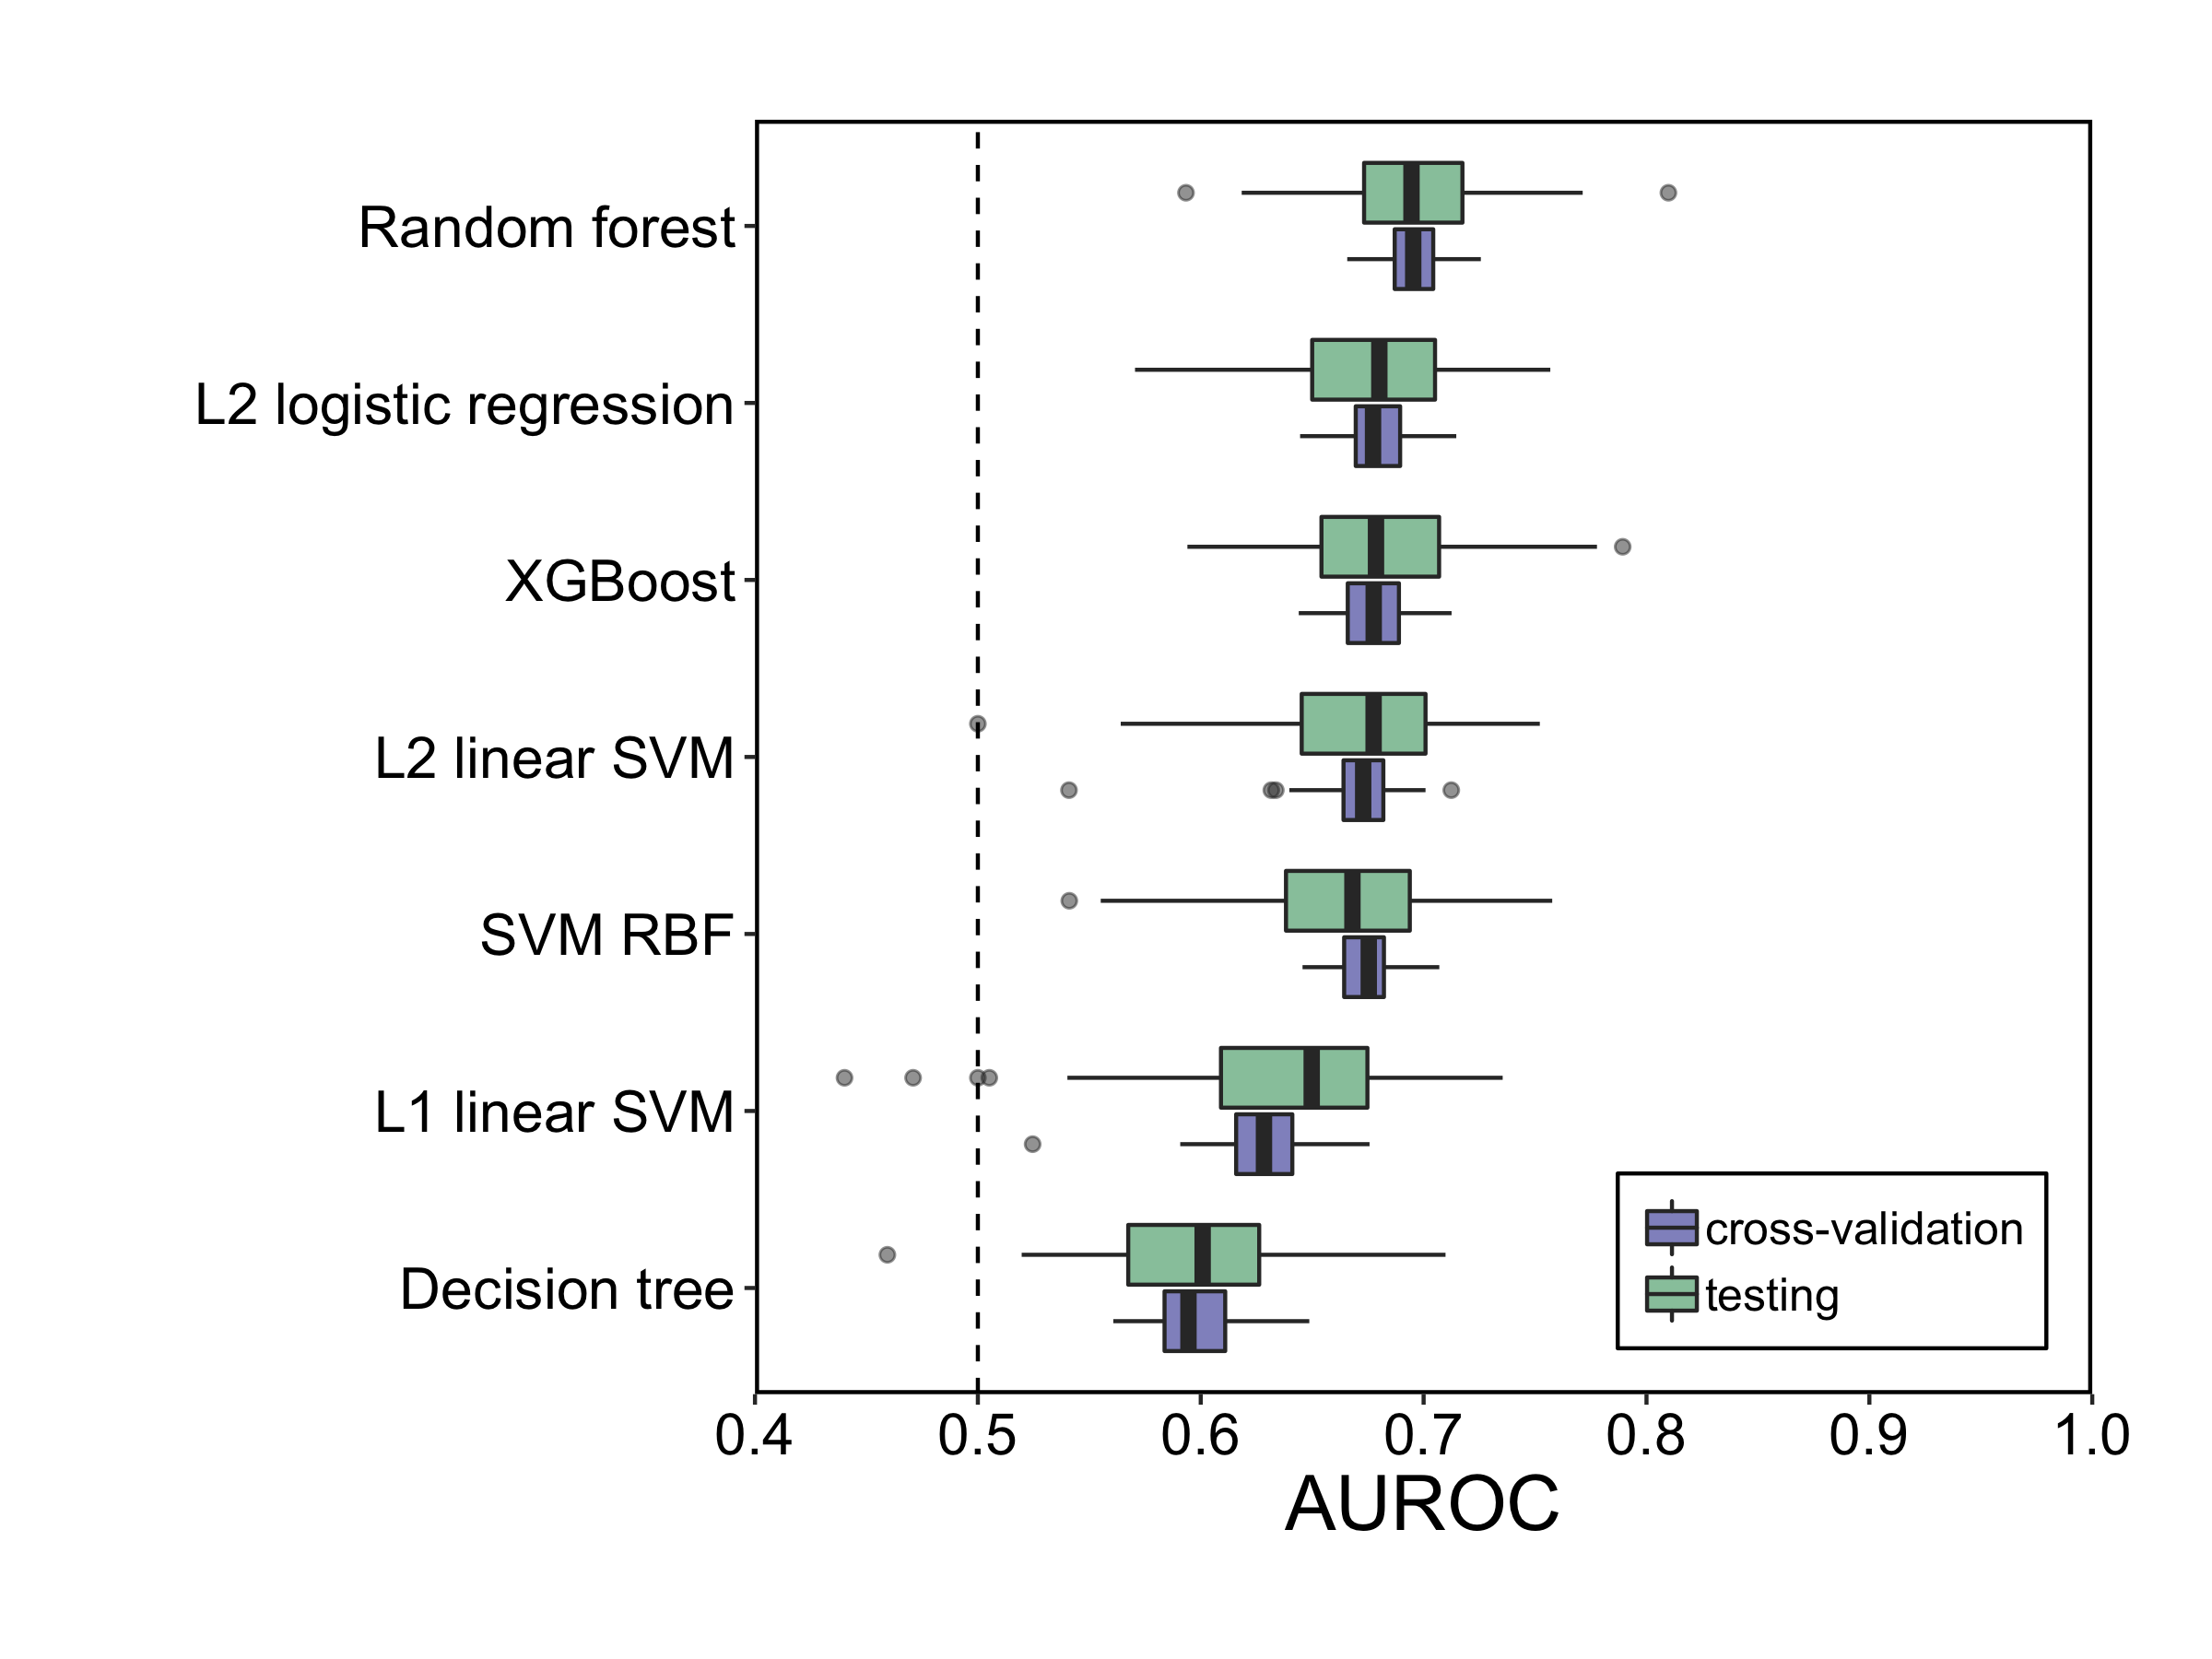 Random forest
L2 logistic regression
XGBoost
L2 linear SVM
SVM RBF
L1 linear SVM
Decision tree
cross-validation
testing
0.4 0.5 0.6 0.7 0.8 0.9 1.0
AUROC